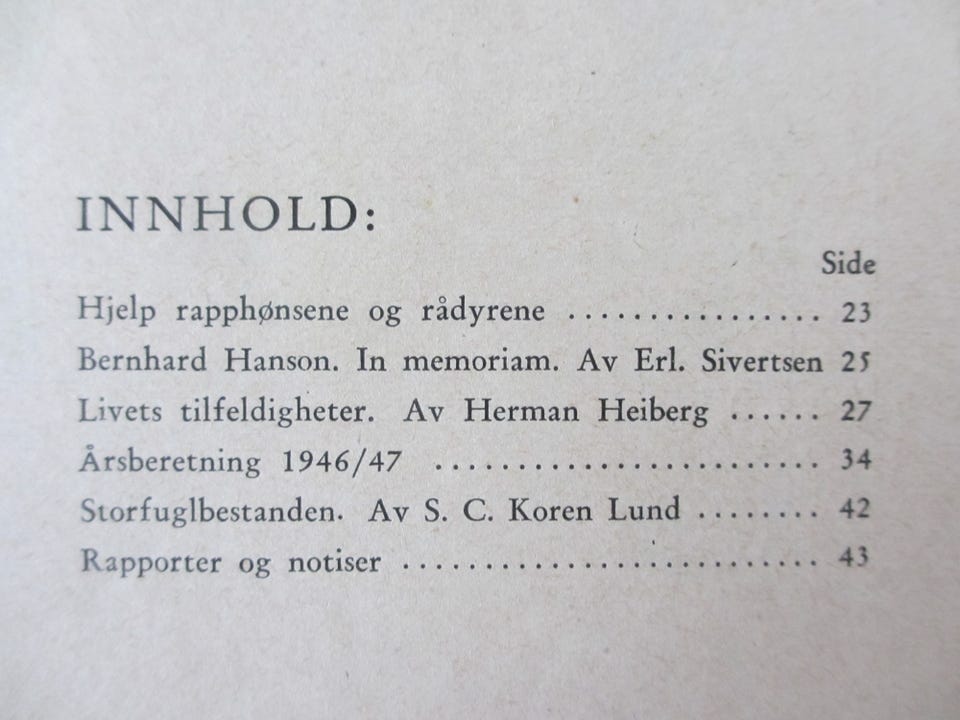 INNHOLD:
Side
Hjelp rapphønsene og rådyrene ................ 23
Bernhard Hanson. In memoriam. Av Erl. Sivertsen 25
Livets tilfeldigheter. Av Herman Heiberg ...... 27
Årsberetning 1946/47 ........................ 34
Storfuglbestanden. Av S. C. Koren Lund ........ 42
Rapporter og notiser .......................... 43